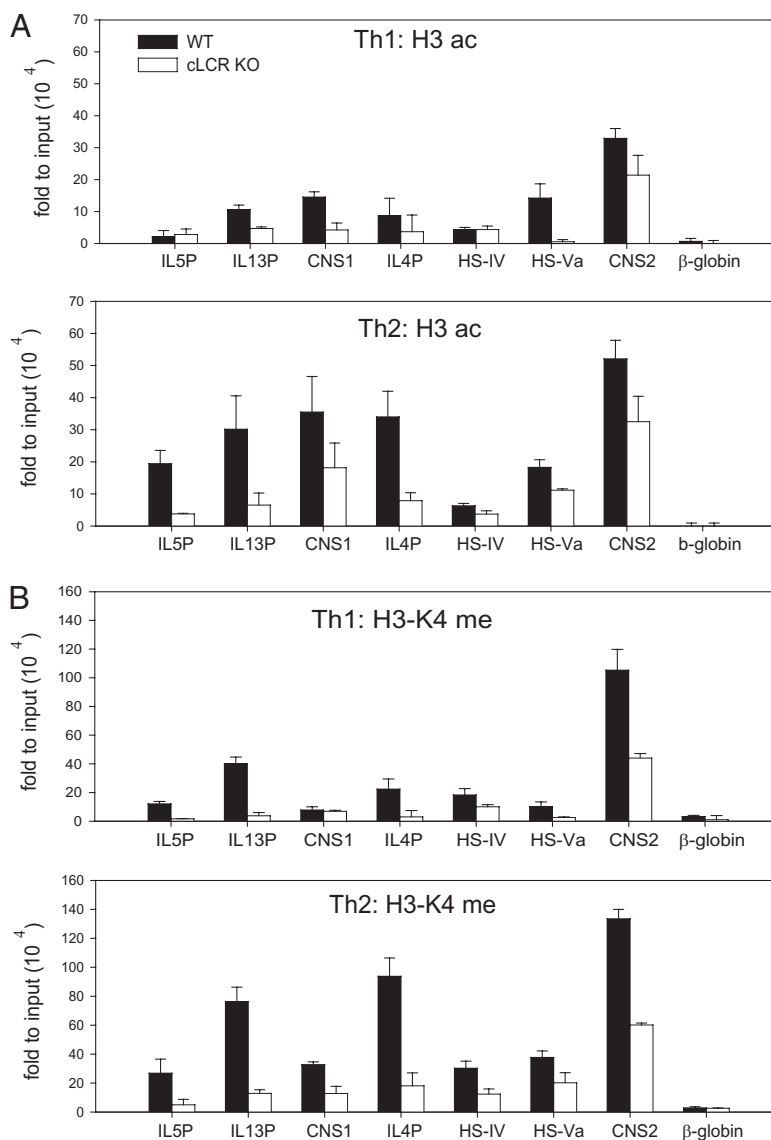 A
Th1: H3 ac
WT
cLCR KO
fold to input (10 4)
70
60
50
40
30
20
10
0
IL5P IL13P CNS1 IL4P HS-IV HS-Va CNS2 β-globin
Th2: H3 ac
fold to input (10 4)
70
60
50
40
30
20
10
0
IL5P IL13P CNS1 IL4P HS-IV HS-Va CNS2 b-globin
B
Th1: H3-K4 me
fold to input (10 4)
160
140
120
100
80
60
40
20
0
IL5P IL13P CNS1 IL4P HS-IV HS-Va CNS2 β-globin
Th2: H3-K4 me
fold to input (10 4)
160
140
120
100
80
60
40
20
0
IL5P IL13P CNS1 IL4P HS-IV HS-Va CNS2 β-globin